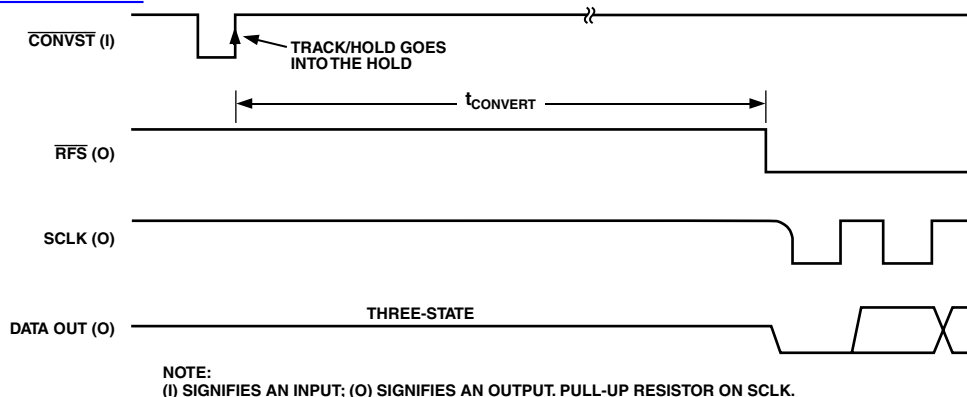 CONVST (I)
TRACK/HOLD GOES
INTO THE HOLD
tCONVERT
RFS (O)
SCLK (O)
THREE-STATE
DATA OUT (O)
NOTE:
(I) SIGNIFIES AN INPUT; (O) SIGNIFIES AN OUTPUT. PULL-UP RESISTOR ON SCLK.